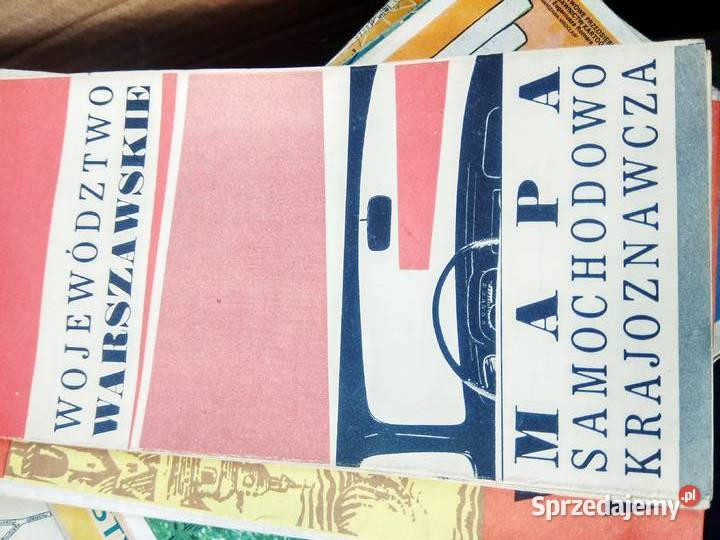 WOJEWÓDZTWO
WARSZAWSKIE
MAPA
SAMOCHODOWO
KRAJOZNAWCZA
Sprzedajemy.pl